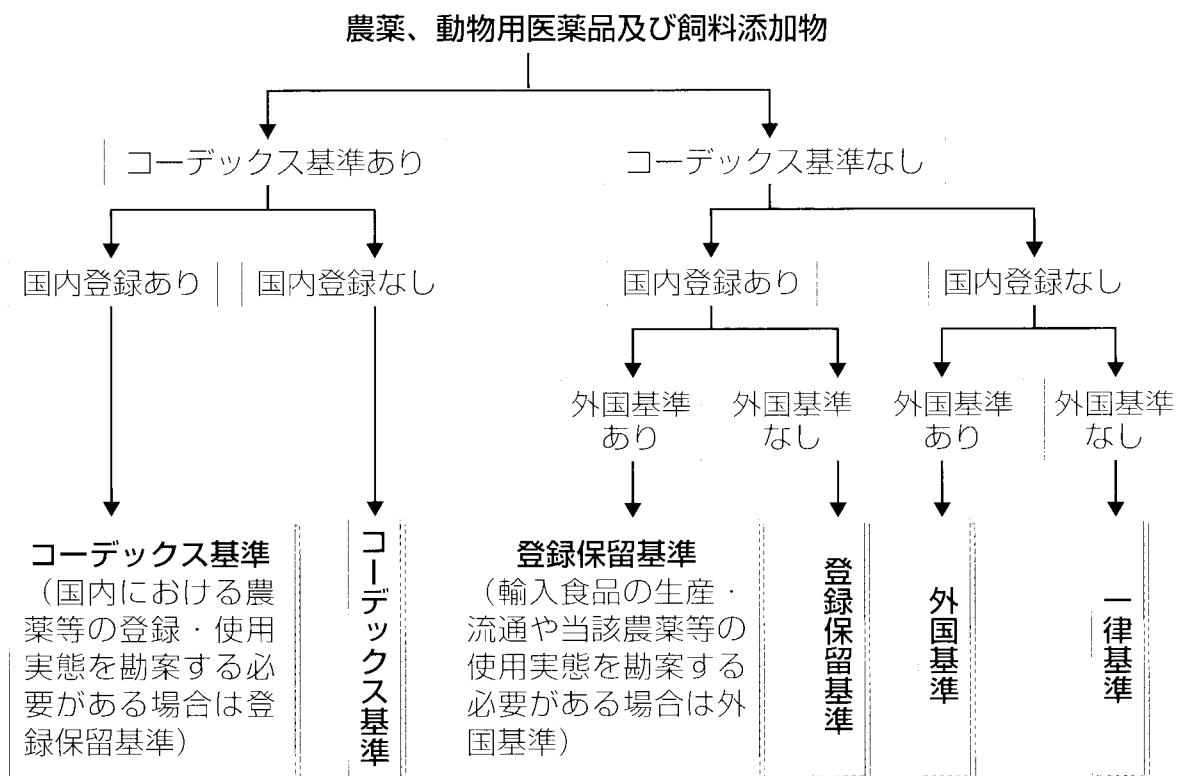 農薬、動物用医薬品及び飼料添加物
コーデックス基準あり
コーデックス基準なし
国内登録あり
国内登録なし
国内登録あり
国内登録なし
外国基準
あり
外国基準
なし
外国基準
あり
外国基準
なし
コーデックス基準
（国内における農
薬等の登録・使用
実態を勘案する必
要がある場合は登
録保留基準）
コーデックス基準
登録保留基準
（輸入食品の生産・
流通や当該農薬等の
使用実態を勘案する
必要がある場合は外
国基準）
登録保留基準
外国基準
一律基準